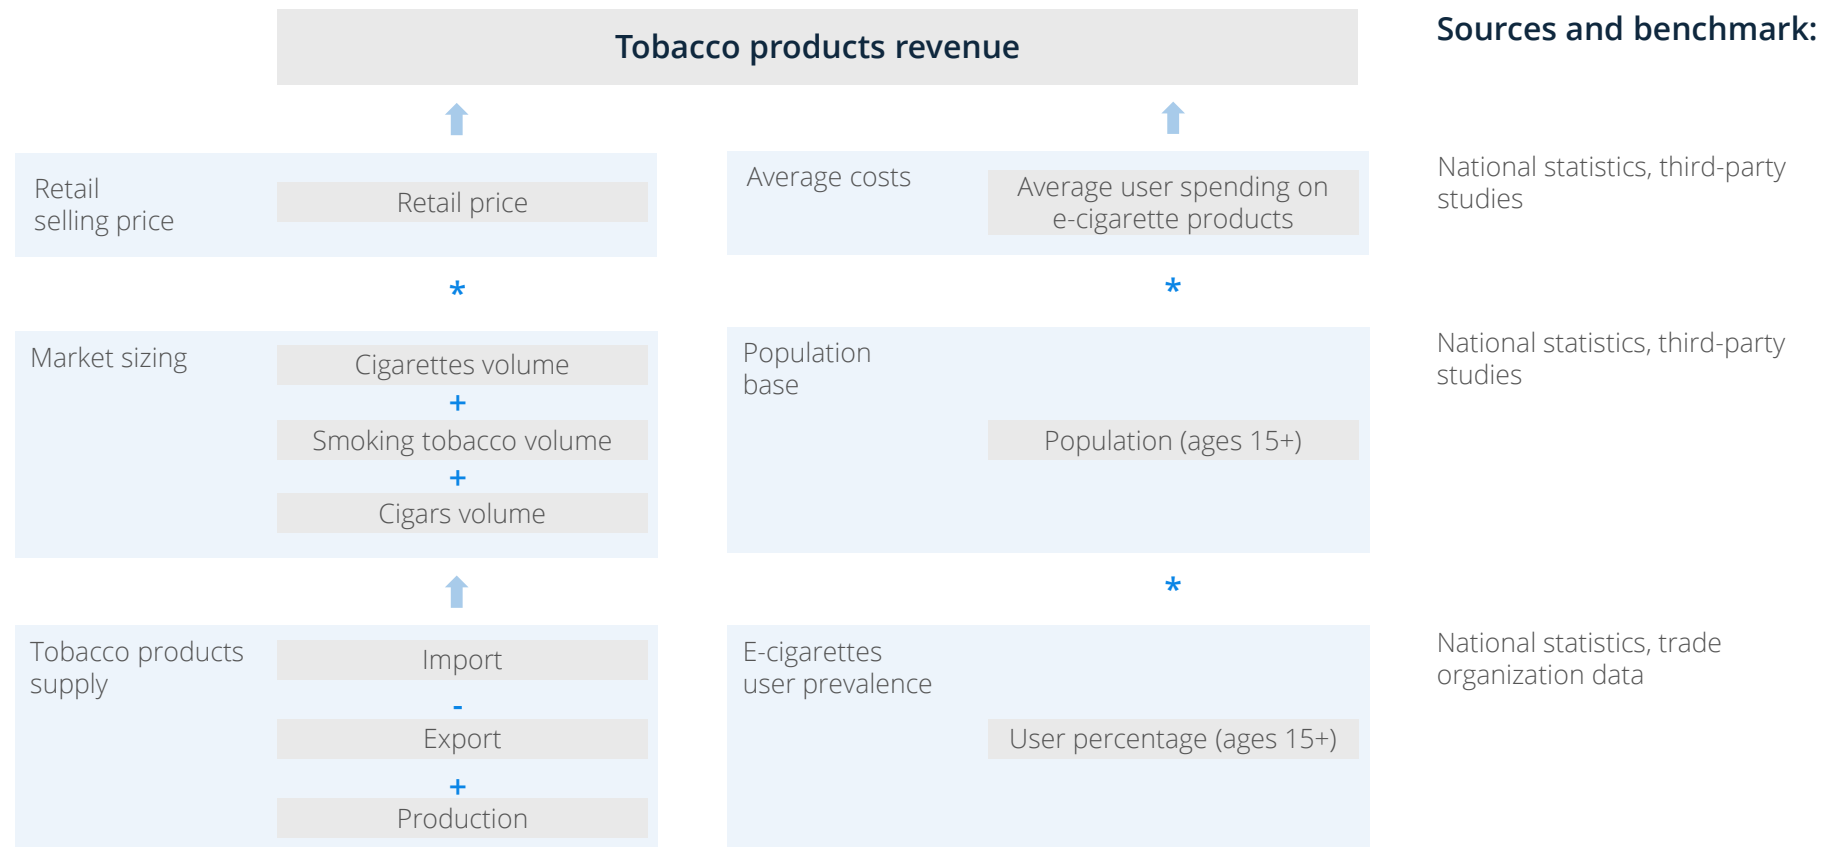 Tobacco products revenue
Sources and benchmark:
Retail
selling price
Retail price
Average costs
Average user spending on
e-cigarette products
National statistics, third-party
studies
*
*
Market sizing
Cigarettes volume
+
Smoking tobacco volume
+
Cigars volume
Population
base
Population (ages 15+)
National statistics, third-party
studies
*
Tobacco products
supply
Import
-
Export
+
Production
E-cigarettes
user prevalence
User percentage (ages 15+)
National statistics, trade
organization data